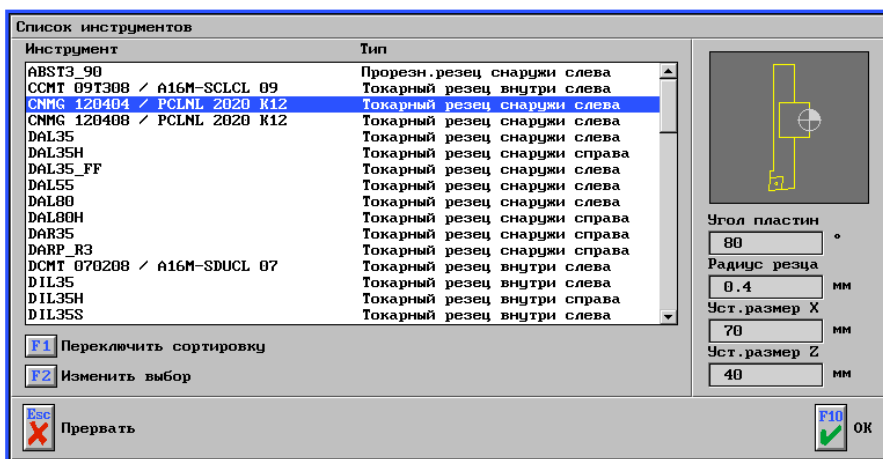 Список инструментов
Инструмент Тип
ABST3_90 Прорезн.резец снаружи слева
CCMT 09T308 / A16M-SCLCL 09 Токарный резец внутри слева
CNMG 120404 / PCLNL 2020 K12 Токарный резец снаружи слева
CNMG 120408 / PCLNL 2020 K12 Токарный резец снаружи слева
DAL35 Токарный резец снаружи слева
DAL35H Токарный резец снаружи справа
DAL35_FF Токарный резец снаружи слева
DAL55 Токарный резец снаружи слева
DAL80 Токарный резец снаружи слева
DAL80H Токарный резец снаружи справа
DAR35 Токарный резец снаружи справа
DARP_R3 Токарный резец снаружи справа
DCMT 070208 / A16M-SDUCL 07 Токарный резец внутри слева
DIL35 Токарный резец внутри слева
DIL35H Токарный резец внутри справа
DIL35S Токарный резец внутри слева
F1 Переключить сортировку
F2 Изменить выбор
Угол пластин
80 °
Радиус резца
0.4 мм
Уст.размер X
70 мм
Уст.размер Z
40 мм
Esc Прервать
F10 OK